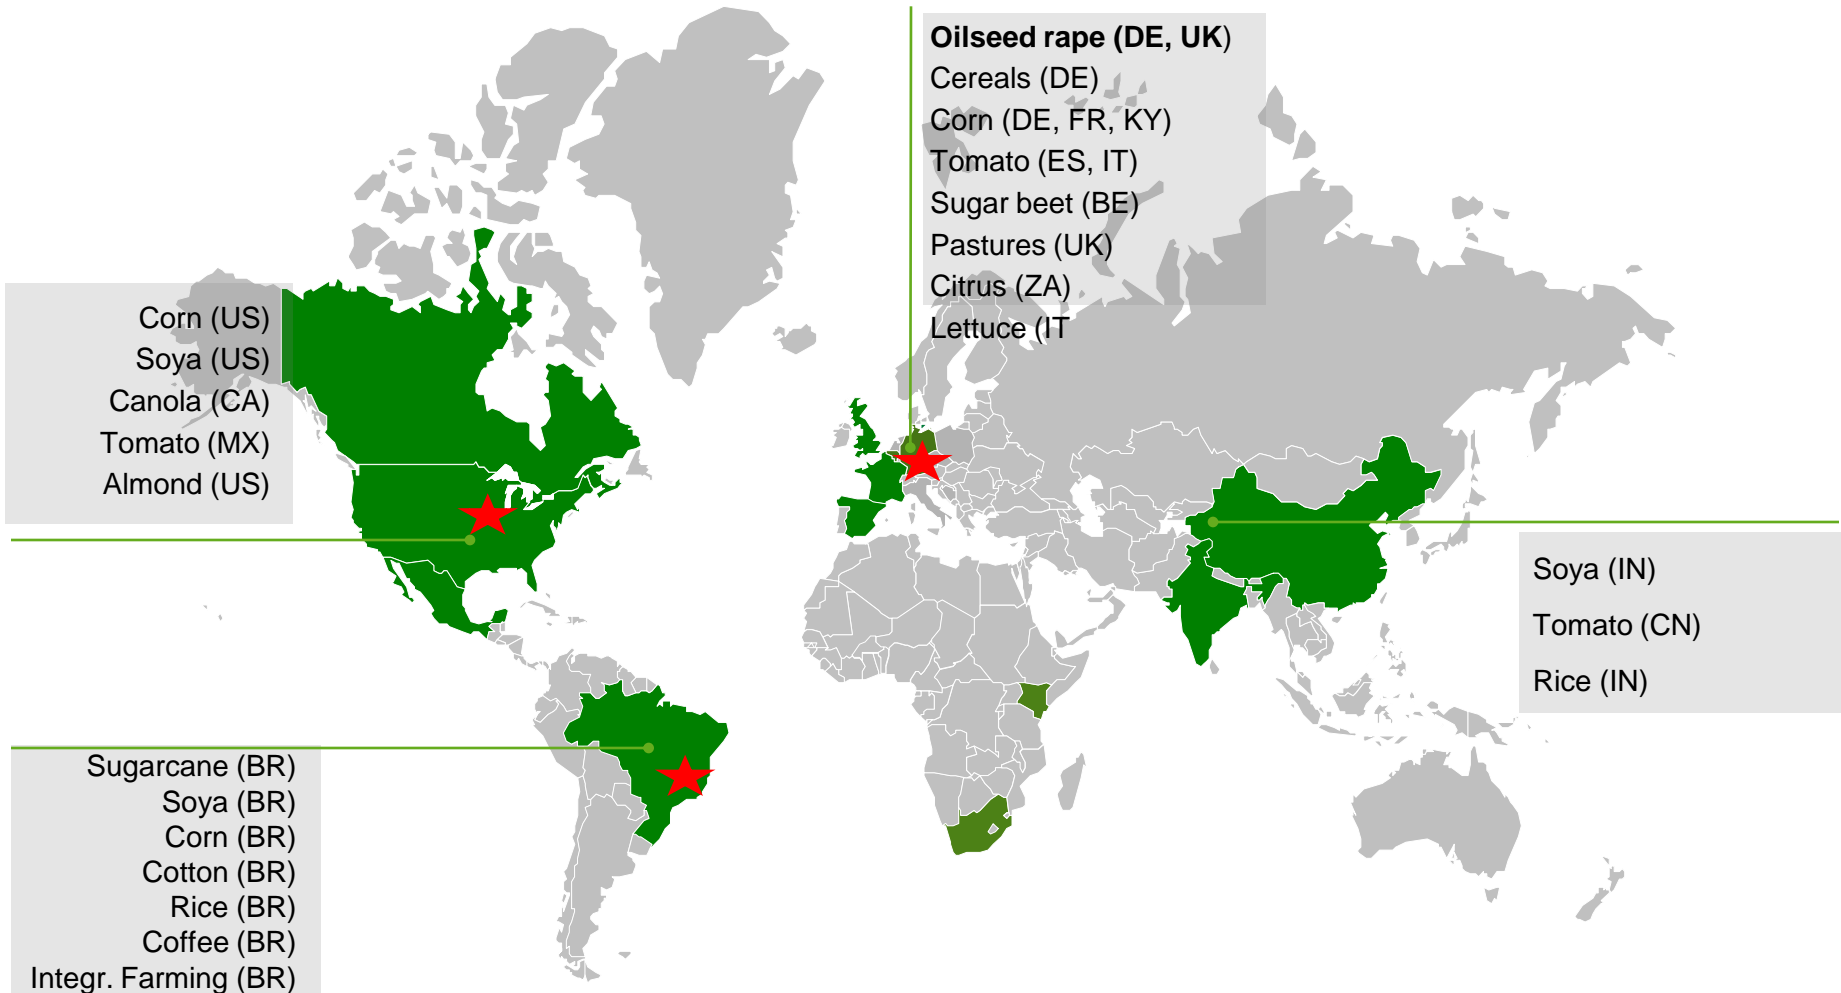 Oilseed rape (DE, UK)
Cereals (DE)
Corn (DE, FR, KY)
Tomato (ES, IT)
Sugar beet (BE)
Pastures (UK)
Citrus (ZA)
Lettuce (IT
Corn (US)
Soya (US)
Canola (CA)
Tomato (MX)
Almond (US)
Soya (IN)
Tomato (CN)
Rice (IN)
Sugarcane (BR)
Soya (BR)
Corn (BR)
Cotton (BR)
Rice (BR)
Coffee (BR)
Integr. Farming (BR)